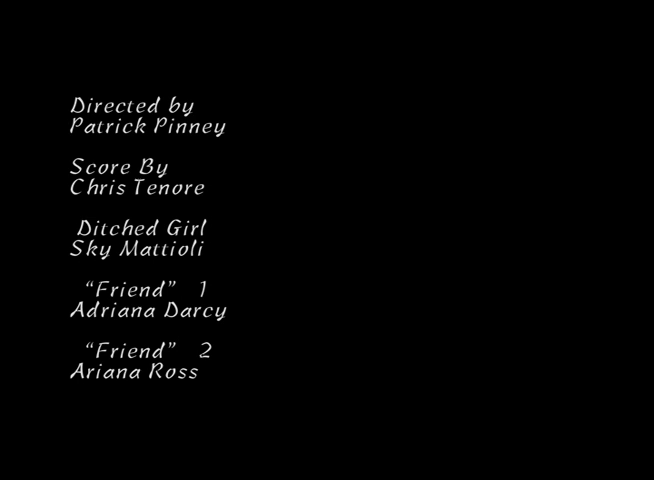 Directed by
Patrick Pinney
Score By
Chris Tenore
Ditched Girl
Sky Mattioli
“Friend” 1
Adriana Darcy
“Friend” 2
Ariana Ross